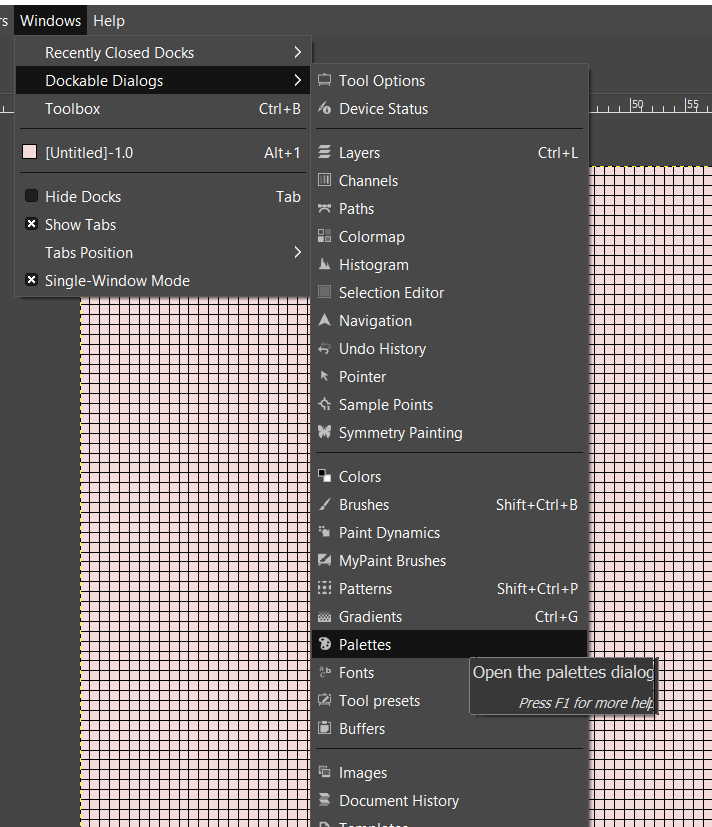 s Windows Help
Recently Closed Docks
Dockable Dialogs
Toolbox Ctrl+B
[Untitled]-1.0 Alt+1
Hide Docks Tab
Show Tabs
Tabs Position
Single-Window Mode
Tool Options
Device Status
Layers Ctrl+L
Channels
Paths
Colormap
Histogram
Selection Editor
Navigation
Undo History
Pointer
Sample Points
Symmetry Painting
Colors
Brushes Shift+Ctrl+B
Paint Dynamics
MyPaint Brushes
Patterns Shift+Ctrl+P
Gradients Ctrl+G
Palettes
Fonts
Tool presets
Buffers
Images
Document History
Templates
Open the palettes dialog
Press F1 for more help
50 55